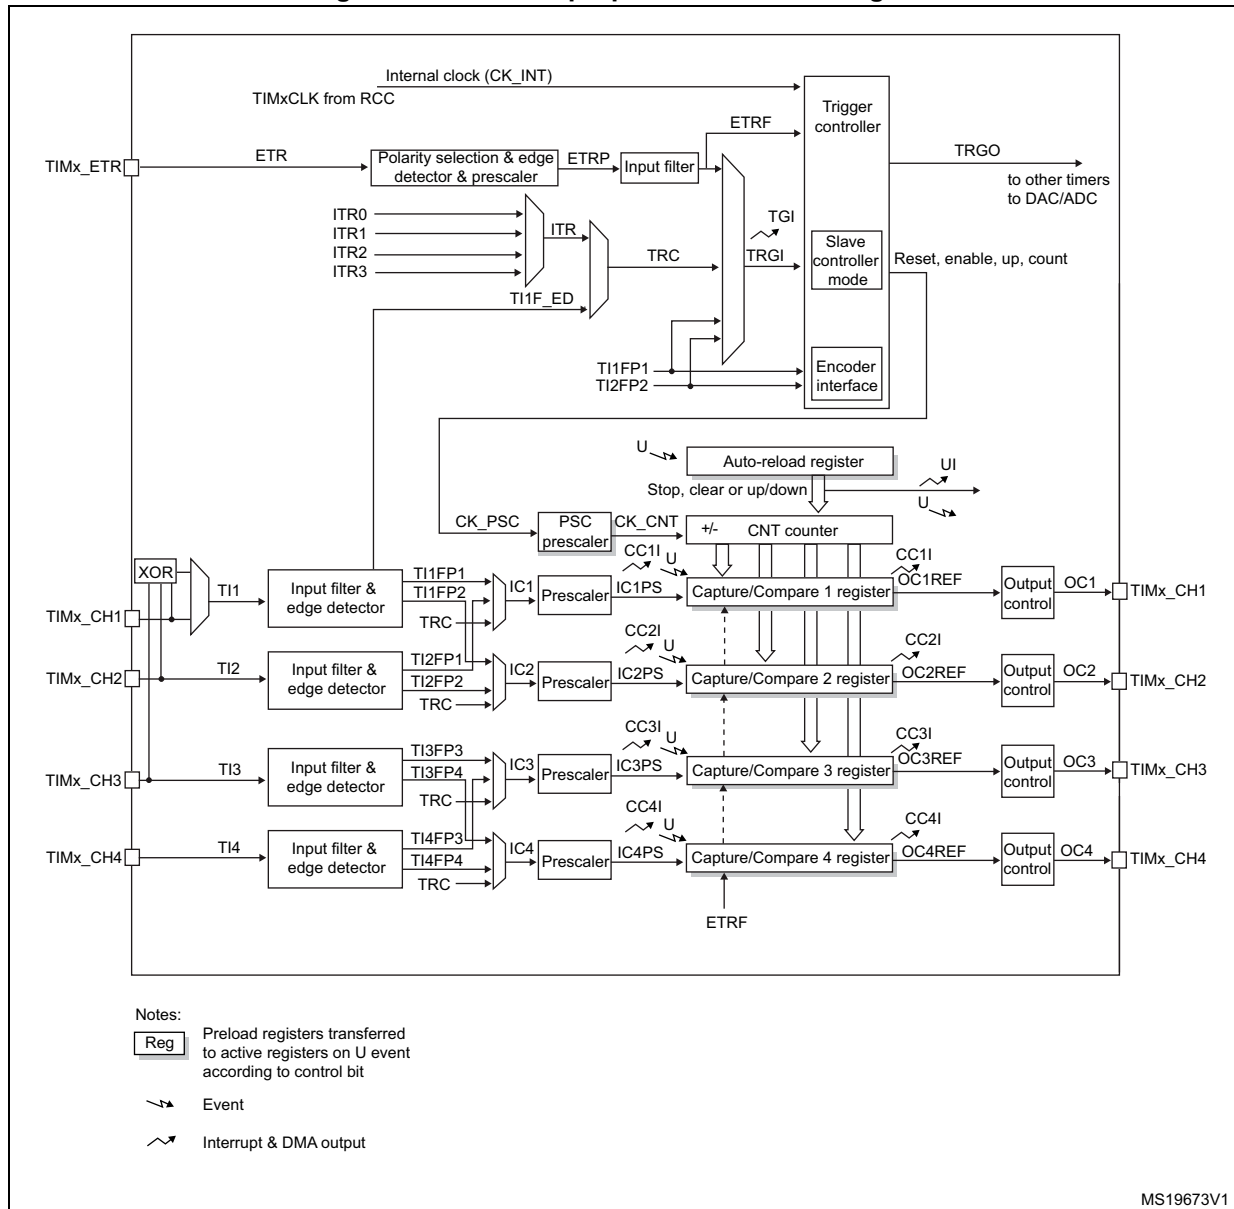 Internal clock (CK_INT)
TIMxCLK from RCC
Trigger controller
ETRF
TIMx_ETR
ETR
Polarity selection & edge detector & prescaler
ETRP
Input filter
TRGO
to other timers
to DAC/ADC
ITR0
ITR1
ITR2
ITR3
ITR
TRC
TI1F_ED
TGI
TRGI
Slave controller mode
Reset, enable, up, count
TI1FP1
TI2FP2
Encoder interface
U
Auto-reload register
UI
Stop, clear or up/down
U
CK_PSC
PSC prescaler
CK_CNT
+/-
CNT counter
XOR
TI1
Input filter & edge detector
TI1FP1
TI1FP2
TRC
IC1
Prescaler
IC1PS
CC1I
U
Capture/Compare 1 register
CC1I
OC1REF
Output control
OC1
TIMx_CH1
TIMx_CH1
TIMx_CH2
TI2
Input filter & edge detector
TI2FP1
TI2FP2
TRC
IC2
Prescaler
IC2PS
CC2I
U
Capture/Compare 2 register
CC2I
OC2REF
Output control
OC2
TIMx_CH2
TIMx_CH3
TI3
Input filter & edge detector
TI3FP3
TI3FP4
TRC
IC3
Prescaler
IC3PS
CC3I
U
Capture/Compare 3 register
CC3I
OC3REF
Output control
OC3
TIMx_CH3
TIMx_CH4
TI4
Input filter & edge detector
TI4FP3
TI4FP4
TRC
IC4
Prescaler
IC4PS
CC4I
U
Capture/Compare 4 register
CC4I
OC4REF
Output control
OC4
TIMx_CH4
ETRF
Notes:
Reg
Preload registers transferred
to active registers on U event
according to control bit
Event
Interrupt & DMA output
MS19673V1